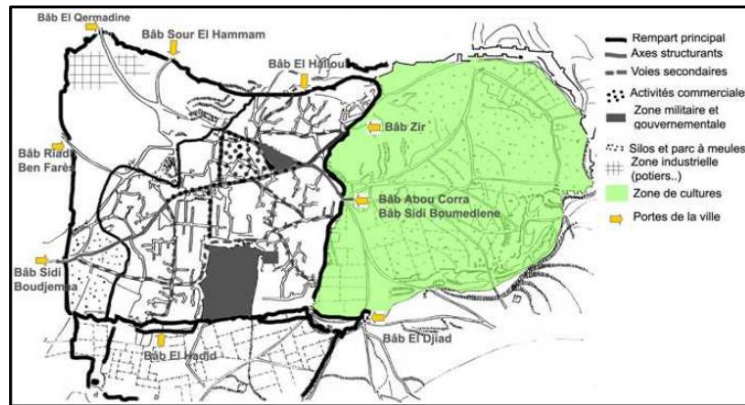 Bâb El Qermadine
Bâb Sour El Hammam
Bâb El Halloui
Bâb Zir
Bâb Riadh
Ben Farès
Bâb Abou Corra
Bâb Sidi Boumediene
Bâb Sidi
Boudjemaa
Bâb El Hadid
Bâb El Djiad
Rempart principal
Axes structurants
Voies secondaires
Activités commerciale
Zone militaire et
gouvernementale
Silos et parc à meules
Zone industrielle
(potiers..)
Zone de cultures
Portes de la ville